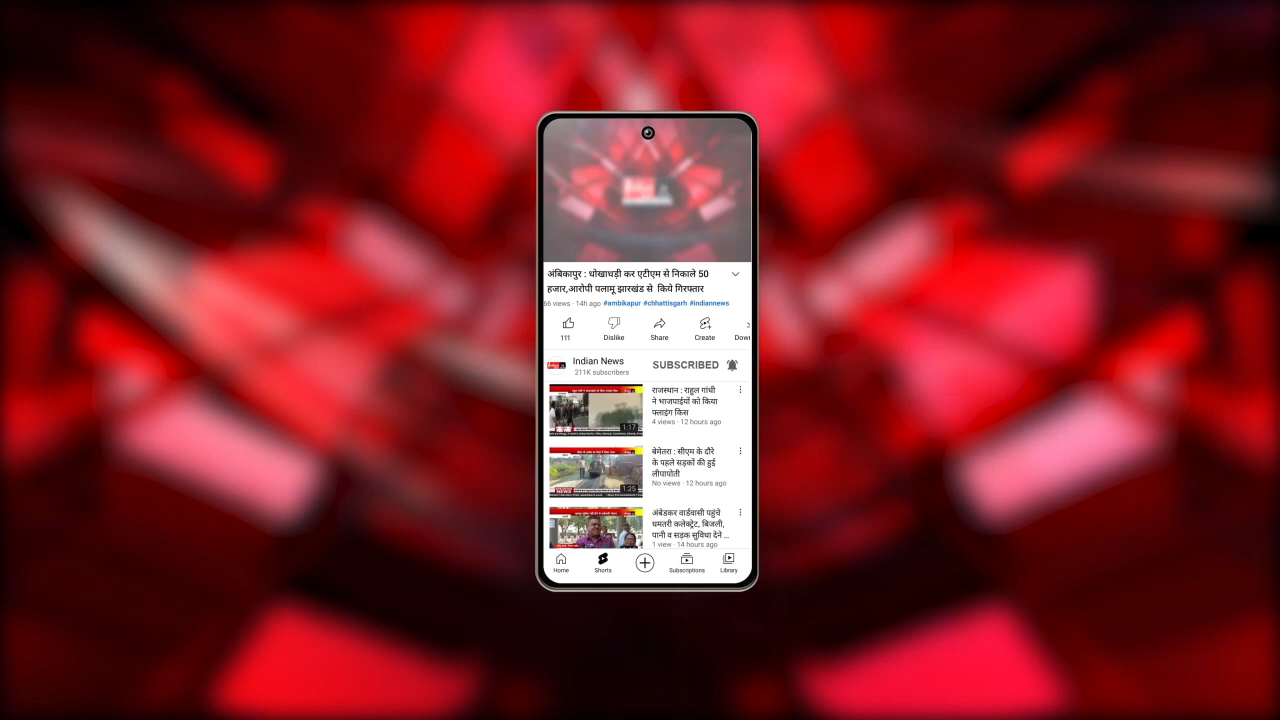 अंबिकापुर : धोखाधड़ी कर एटीएम से निकाले 50
हजार,आरोपी पलामू झारखंड से किये गिरफ्तार
66 views · 14h ago #ambikapur #chhattisgarh #indiannews
111
Dislike
Share
Create
Down
Indian News
211K subscribers
SUBSCRIBED
राजस्थान : राहुल गांधी
ने भाजपाईयों को किया
फ्लाइंग किस
4 views · 12 hours ago
1:17
बेमेतरा : सीएम के दौरे
के पहले सड़कों की हुई
लीपापोती
No views · 12 hours ago
NEWS
1:25
अंबेडकर वार्डवासी पहुंचे
धमतरी कलेक्ट्रेट, बिजली,
पानी व सड़क सुविधा देने ...
1 view · 14 hours ago
Home
Shorts
Subscriptions
Library